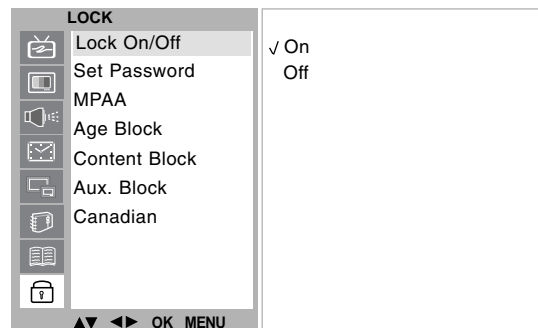 LOCK
Lock On/Off
Set Password
MPAA
Age Block
Content Block
Aux. Block
Canadian
▲▼ ◀▶ OK MENU
√ On
Off